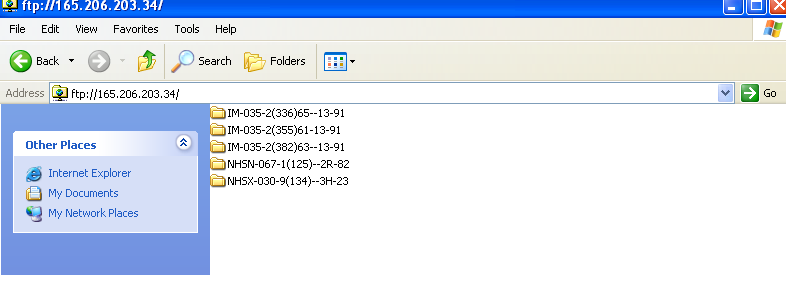 ftp://165.206.203.34/
File Edit View Favorites Tools Help
Back Search Folders
Address ftp://165.206.203.34/ Go
Other Places
Internet Explorer
My Documents
My Network Places
IM-035-2(336)65--13-91
IM-035-2(355)61-13-91
IM-035-2(382)63--13-91
NHSN-067-1(125)--2R-82
NHSX-030-9(134)--3H-23